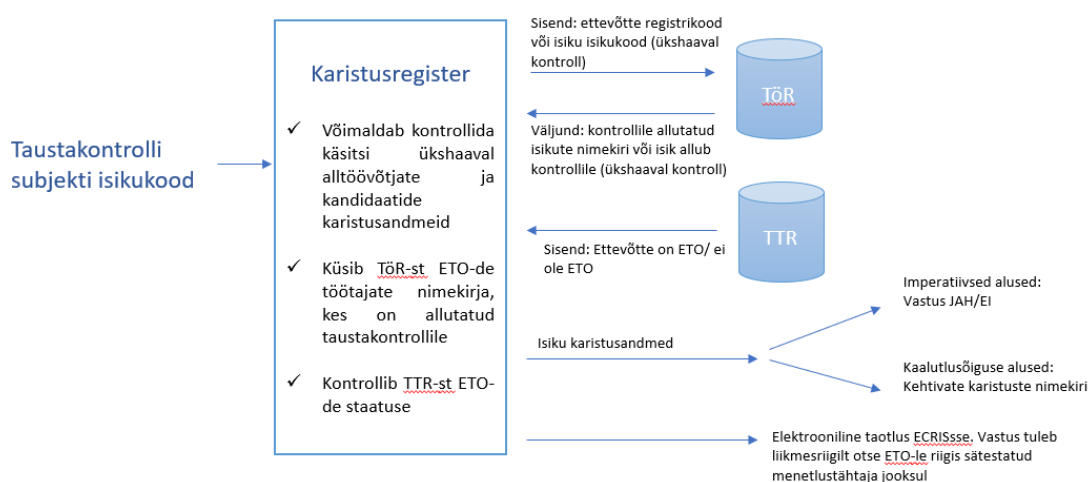 Taustakontrolli
subjekti isikukood
Karistusregister
✓ Võimaldab kontrollida
käsitsi ükshaaval
alltöövõtjate ja
kandidaatide
karistusandmeid
✓ Küsib TöR-st ETO-de
töötajate nimekirja,
kes on allutatud
taustakontrollile
✓ Kontrollib TTR-st ETO-
de staatuse
Sisend: ettevõtte registrikood
või isiku isikukood (ükshaaval
kontroll)
TöR
Väljund: kontrollile allutatud
isikute nimekiri või isik allub
kontrollile (ükshaaval kontroll)
TTR
Sisend: Ettevõtte on ETO/ ei
ole ETO
Isiku karistusandmed
Imperatiivsed alused:
Vastus JAH/EI
Kaalutlusõiguse alused:
Kehtivate karistuste nimekiri
Elektrooniline taotlus ECRISsse. Vastus tuleb
liikmesriigilt otse ETO-le riigis sätestatud
menetlustähtaja jooksul